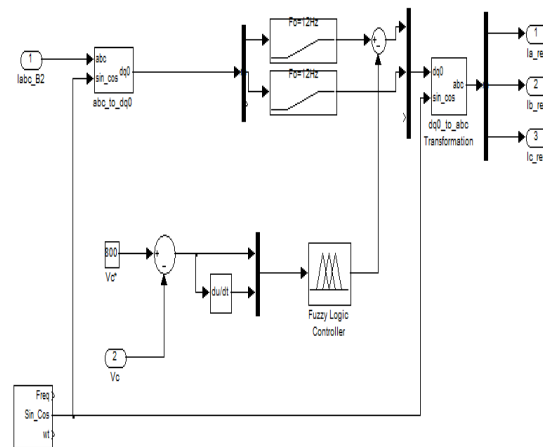 Fo=12Hz
1
Iabc_B2
abc
sin_cos
dq0
abc_to_dq0
+
−
Fo=12Hz
dq0
sin_cos
abc
dq0_to_abc
Transformation
1
Ia_re
2
Ib_re
3
Ic_re
800
Vc*
+
−
du/dt
Fuzzy Logic
Controller
2
Vc
Freq
Sin_Cos
wt